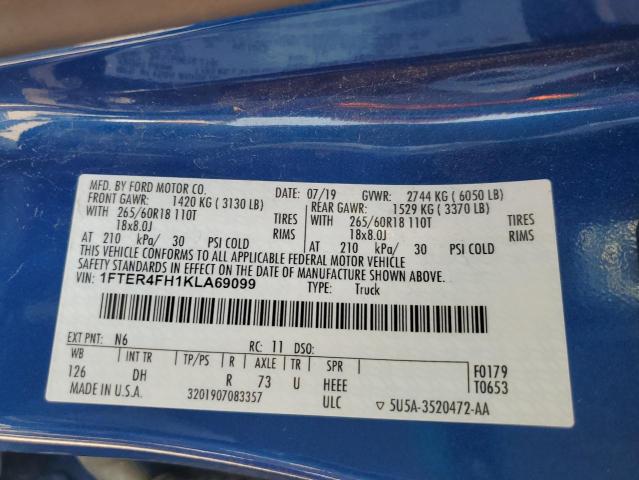 MFD. BY FORD MOTOR CO. DATE: 07/19 GVWR: 2744 KG ( 6050 LB)
FRONT GAWR: 1420 KG ( 3130 LB) REAR GAWR: 1529 KG ( 3370 LB)
WITH 265/60R18 110T TIRES WITH 265/60R18 110T TIRES
18x8.0J RIMS 18x8.0J RIMS
AT 210 kPa/ 30 PSI COLD AT 210 kPa/ 30 PSI COLD
THIS VEHICLE CONFORMS TO ALL APPLICABLE FEDERAL MOTOR VEHICLE
SAFETY STANDARDS IN EFFECT ON THE DATE OF MANUFACTURE SHOWN ABOVE.
VIN: 1FTER4FH1KLA69099 TYPE: Truck
EXT PNT: N6 RC: 11 DSO: F0179
WB INT TR TP/PS R AXLE TR SPR T0653
126 DH R 73 U HEEE
MADE IN U.S.A. 3201907083357 ULC ▽ 5U5A-3520472-AA